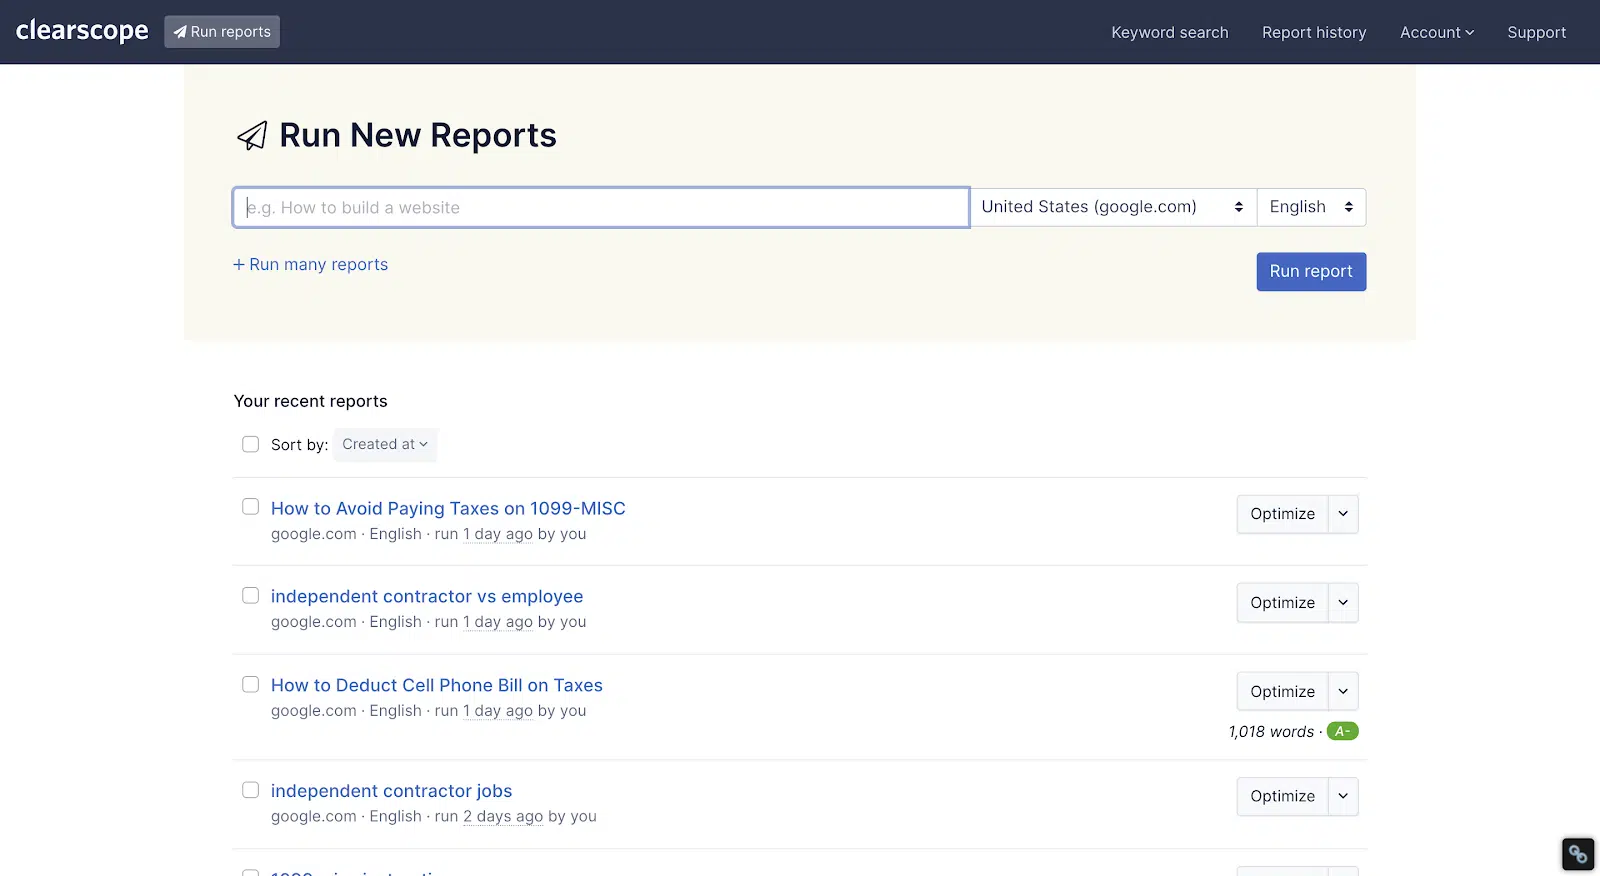 clearscope Run reports Keyword search Report history Account Support
Run New Reports
e.g. How to build a website United States (google.com) English
+ Run many reports Run report
Your recent reports
Sort by: Created at
How to Avoid Paying Taxes on 1099-MISC Optimize
google.com · English · run 1 day ago by you
independent contractor vs employee Optimize
google.com · English · run 1 day ago by you
How to Deduct Cell Phone Bill on Taxes Optimize
google.com · English · run 1 day ago by you
1,018 words · A-
independent contractor jobs Optimize
google.com · English · run 2 days ago by you